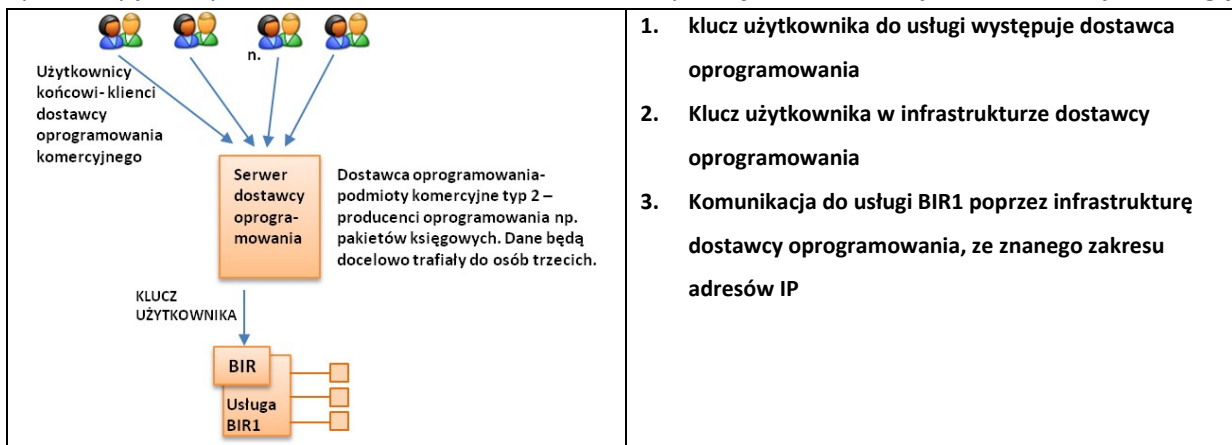 n.
Użytkownicy
końcowi- klienci
dostawcy
oprogramowania
komercyjnego
Serwer
dostawcy
oprogra-
mowania
Dostawca oprogramowania-
podmioty komercyjne typ 2 –
producenci oprogramowania np.
pakietów księgowych. Dane będą
docelowo trafiały do osób trzecich.
KLUCZ
UŻYTKOWNIKA
BIR
Usługa
BIR1
1. klucz użytkownika do usługi występuje dostawca
oprogramowania
2. Klucz użytkownika w infrastrukturze dostawcy
oprogramowania
3. Komunikacja do usługi BIR1 poprzez infrastrukturę
dostawcy oprogramowania, ze znanego zakresu
adresów IP